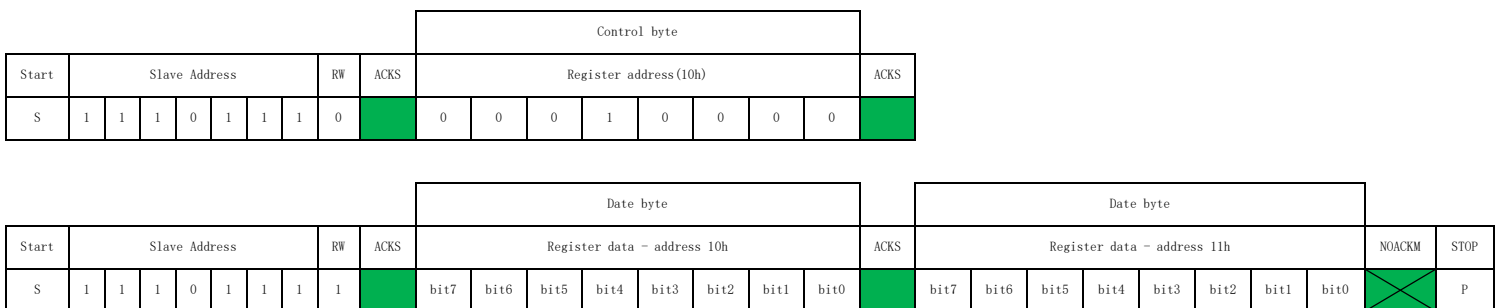 Control byte
Start Slave Address RW ACKS Register address(10h) ACKS
S 1 1 1 0 1 1 1 0 0 0 0 1 0 0 0 0
Date byte Date byte
Start Slave Address RW ACKS Register data - address 10h ACKS Register data - address 11h NOACKM STOP
S 1 1 1 0 1 1 1 1 bit7 bit6 bit5 bit4 bit3 bit2 bit1 bit0 bit7 bit6 bit5 bit4 bit3 bit2 bit1 bit0 P